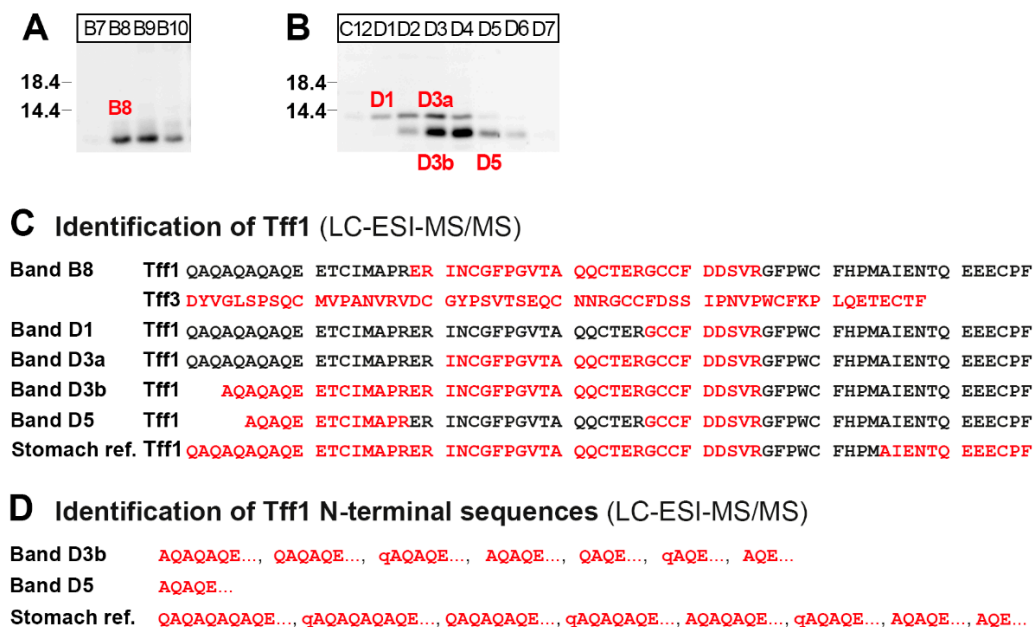 A B7 B8 B9 B10
18.4
14.4
B8
B C12 D1 D2 D3 D4 D5 D6 D7
18.4
14.4
D1 D3a
D3b D5
C Identification of Tff1 (LC-ESI-MS/MS)
Band B8 Tff1 QAQAQAQAQE ETCIMAPRER INCGFPGVTA QQCTERGCCF DDSVRGFPWC FHPMAIENTQ EEECPF
Tff3 DYVGLSPSQC MVPANVRVDC GYPSVTSEQC NNRGCCFDSS IPNVPWCFKP LQETECTF
Band D1 Tff1 QAQAQAQAQE ETCIMAPRER INCGFPGVTA QQCTERGCCF DDSVRGFPWC FHPMAIENTQ EEECPF
Band D3a Tff1 QAQAQAQAQE ETCIMAPRER INCGFPGVTA QQCTERGCCF DDSVRGFPWC FHPMAIENTQ EEECPF
Band D3b Tff1 AQAQAQE ETCIMAPRER INCGFPGVTA QQCTERGCCF DDSVRGFPWC FHPMAIENTQ EEECPF
Band D5 Tff1 AQAQE ETCIMAPRER INCGFPGVTA QQCTERGCCF DDSVRGFPWC FHPMAIENTQ EEECPF
Stomach ref. Tff1 QAQAQAQAQE ETCIMAPRER INCGFPGVTA QQCTERGCCF DDSVRGFPWC FHPMAIENTQ EEECPF
D Identification of Tff1 N-terminal sequences (LC-ESI-MS/MS)
Band D3b AQAQAQE..., QAQAQE..., qAQAQE..., AQAQE..., QAQE..., qAQE..., AQE...
Band D5 AQAQE...
Stomach ref. QAQAQAQAQE..., qAQAQAQAQE..., QAQAQAQE..., qAQAQAQE..., AQAQAQE..., qAQAQE..., AQAQE..., AQE...